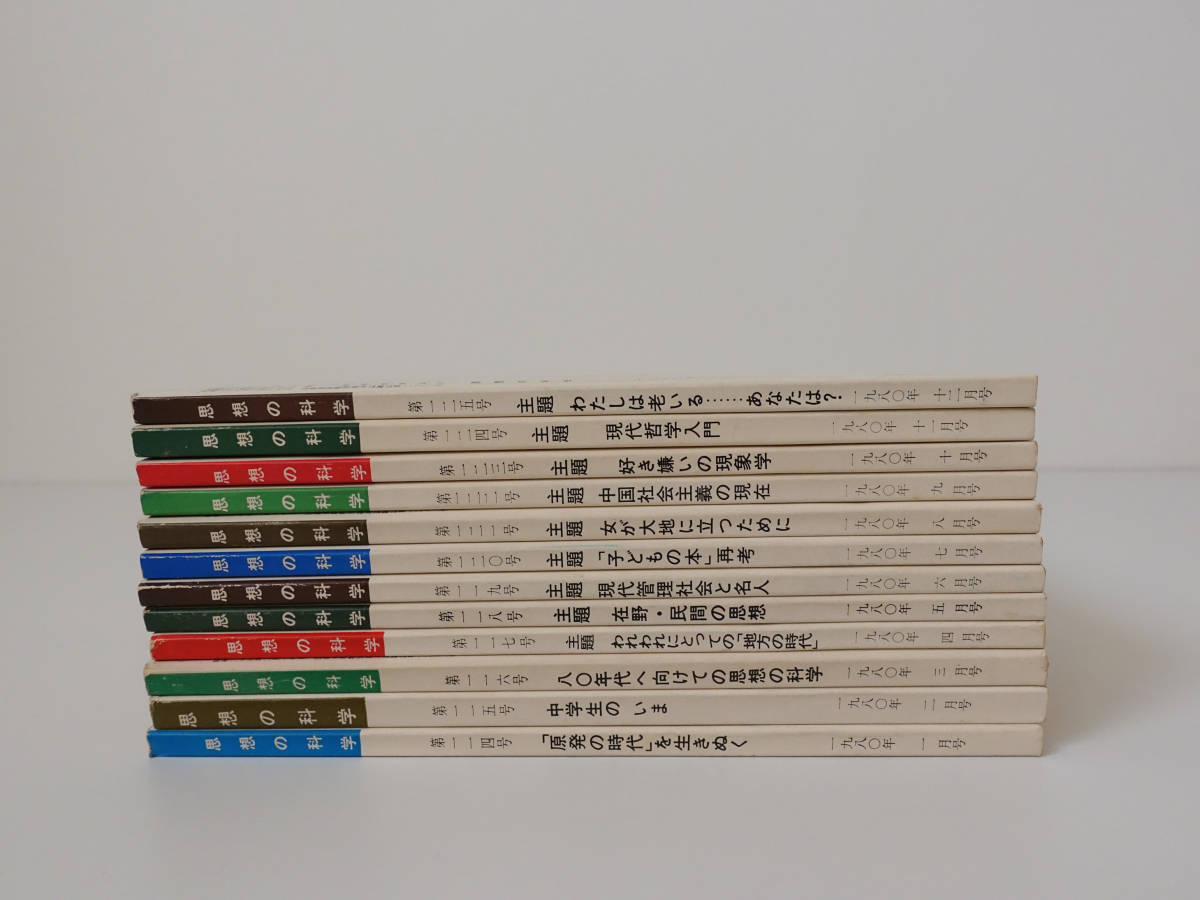 思想の科学 第一二五号 主題 わたしは老いる……あなたは? 一九八〇年 十二月号
思想の科学 第一二四号 主題 現代哲学入門 一九八〇年 十一月号
思想の科学 第一二三号 主題 好き嫌いの現象学 一九八〇年 十月号
思想の科学 第一二二号 主題 中国社会主義の現在 一九八〇年 九月号
思想の科学 第一二一号 主題 女が大地に立つために 一九八〇年 八月号
思想の科学 第一二〇号 主題 「子どもの本」再考 一九八〇年 七月号
思想の科学 第一一九号 主題 現代管理社会と名人 一九八〇年 六月号
思想の科学 第一一八号 主題 在野・民間の思想 一九八〇年 五月号
思想の科学 第一一七号 主題 われわれにとっての「地方の時代」 一九八〇年 四月号
思想の科学 第一一六号 八〇年代へ向けての思想の科学 一九八〇年 三月号
思想の科学 第一一五号 中学生の いま 一九八〇年 二月号
思想の科学 第一一四号 「原発の時代」を生きぬく 一九八〇年 一月号